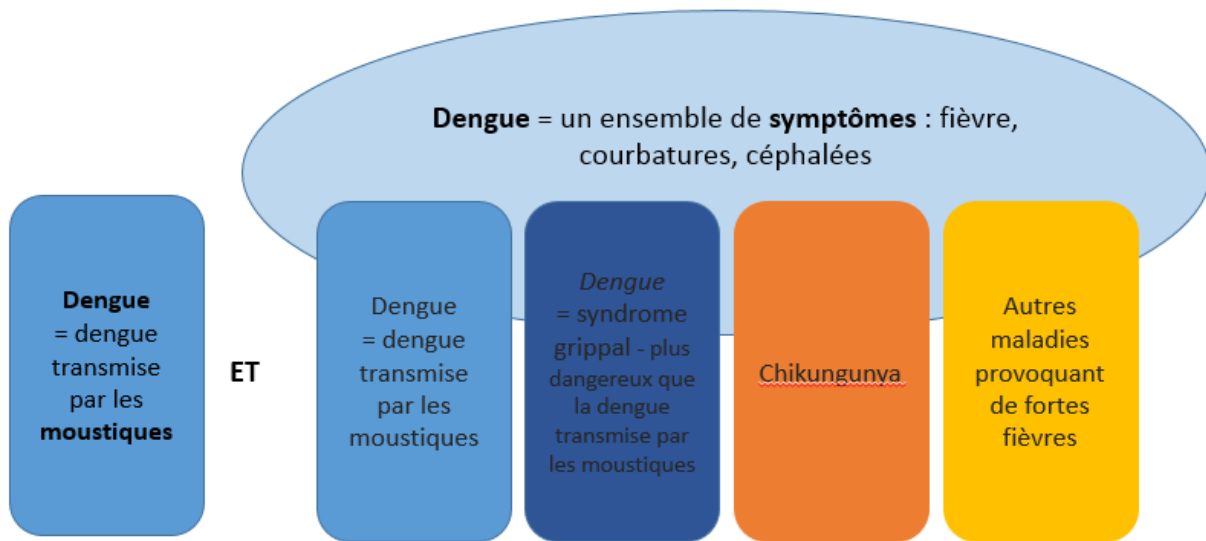 Dengue = un ensemble de symptômes : fièvre,
courbatures, céphalées
Dengue
= dengue
transmise
par les
moustiques
ET
Dengue
= dengue
transmise
par les
moustiques
Dengue
= syndrome
grippal - plus
dangereux que
la dengue
transmise par
les moustiques
Chikungunya
Autres
maladies
provoquant
de fortes
fièvres